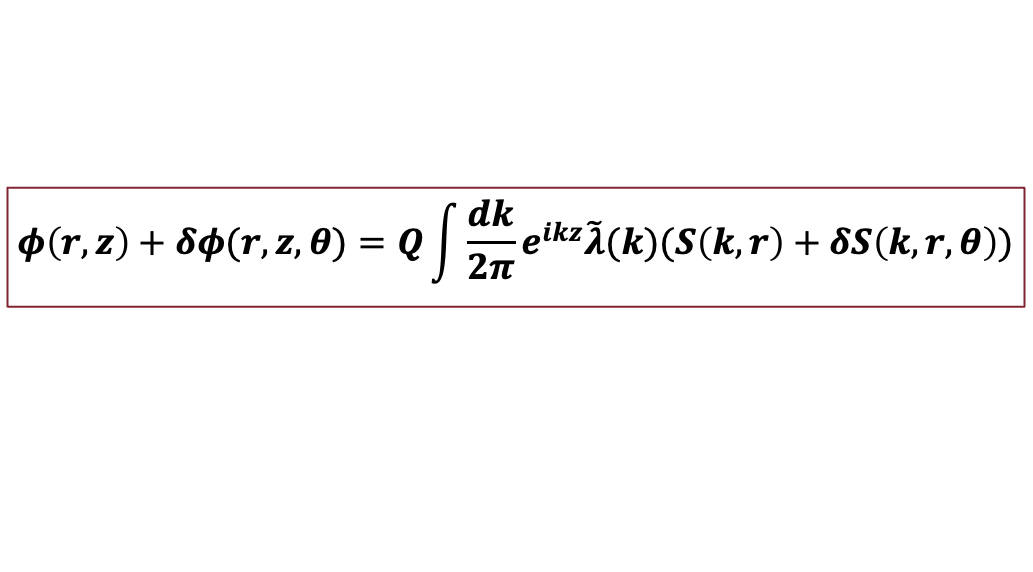 ϕ(r, z) + δϕ(r, z, θ) = Q ∫ dk/2π e^{ikz} λ̃(k)(S(k, r) + δS(k, r, θ))